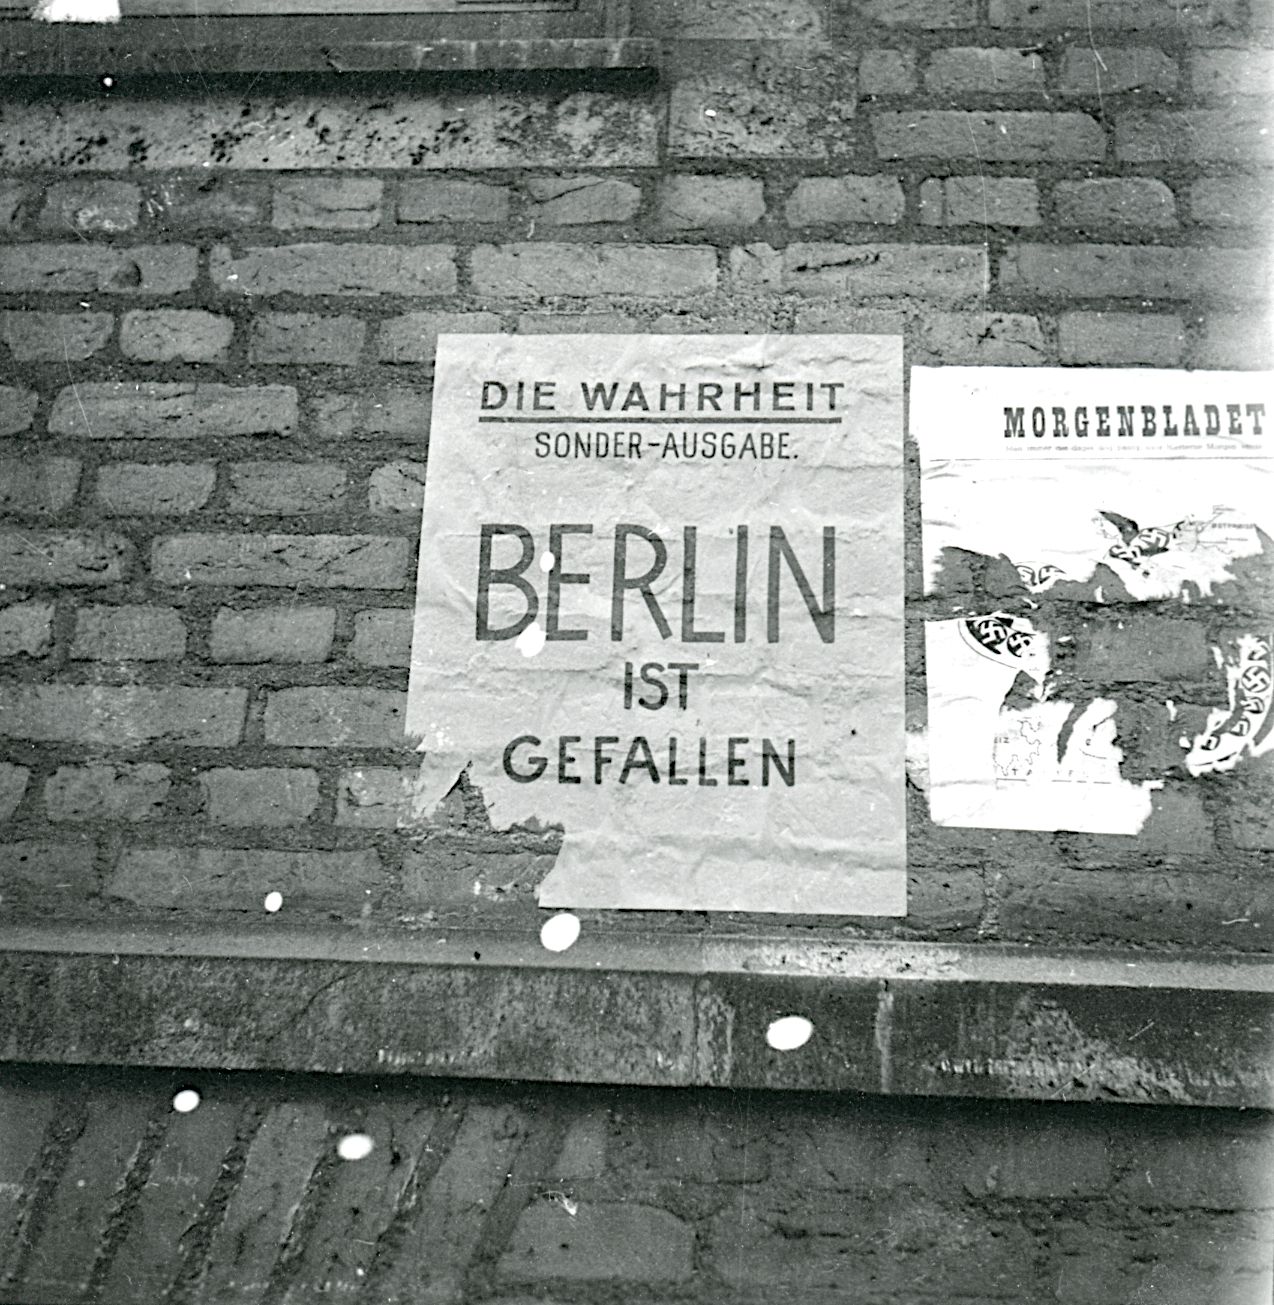 DIE WAHRHEIT
SONDER-AUSGABE.
BERLIN
IST
GEFALLEN
MORGENBLADET